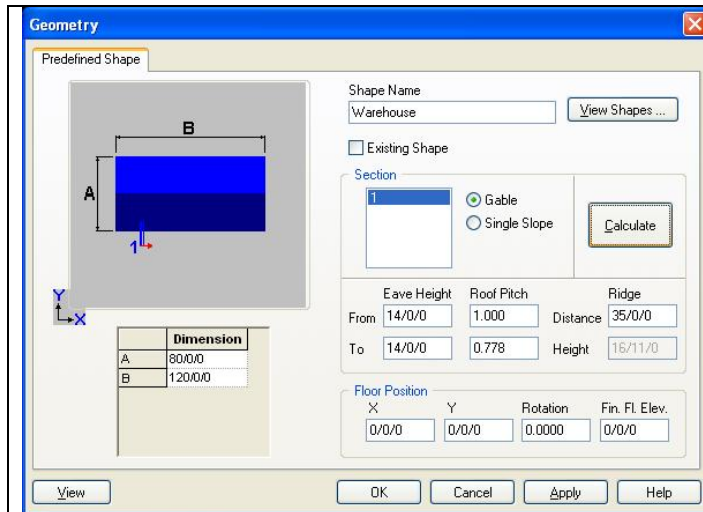 Geometry
Predefined Shape
B
A
1
Y
X
Dimension
A 80/0/0
B 120/0/0
Shape Name
Warehouse
View Shapes ...
Existing Shape
Section
1
Gable
Single Slope
Calculate
Eave Height Roof Pitch Ridge
From 14/0/0 1.000 Distance 35/0/0
To 14/0/0 0.778 Height 16/11/0
Floor Position
X Y Rotation Fin. Fl. Elev.
0/0/0 0/0/0 0.0000 0/0/0
View OK Cancel Apply Help